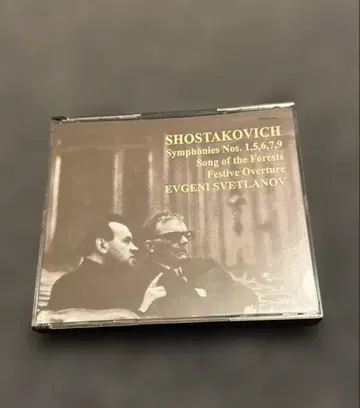 SHOSTAKOVICH
Symphonies Nos. 1,5,6,7,9
Song of the Forests
Festive Overture
EVGENI SVETLANOV